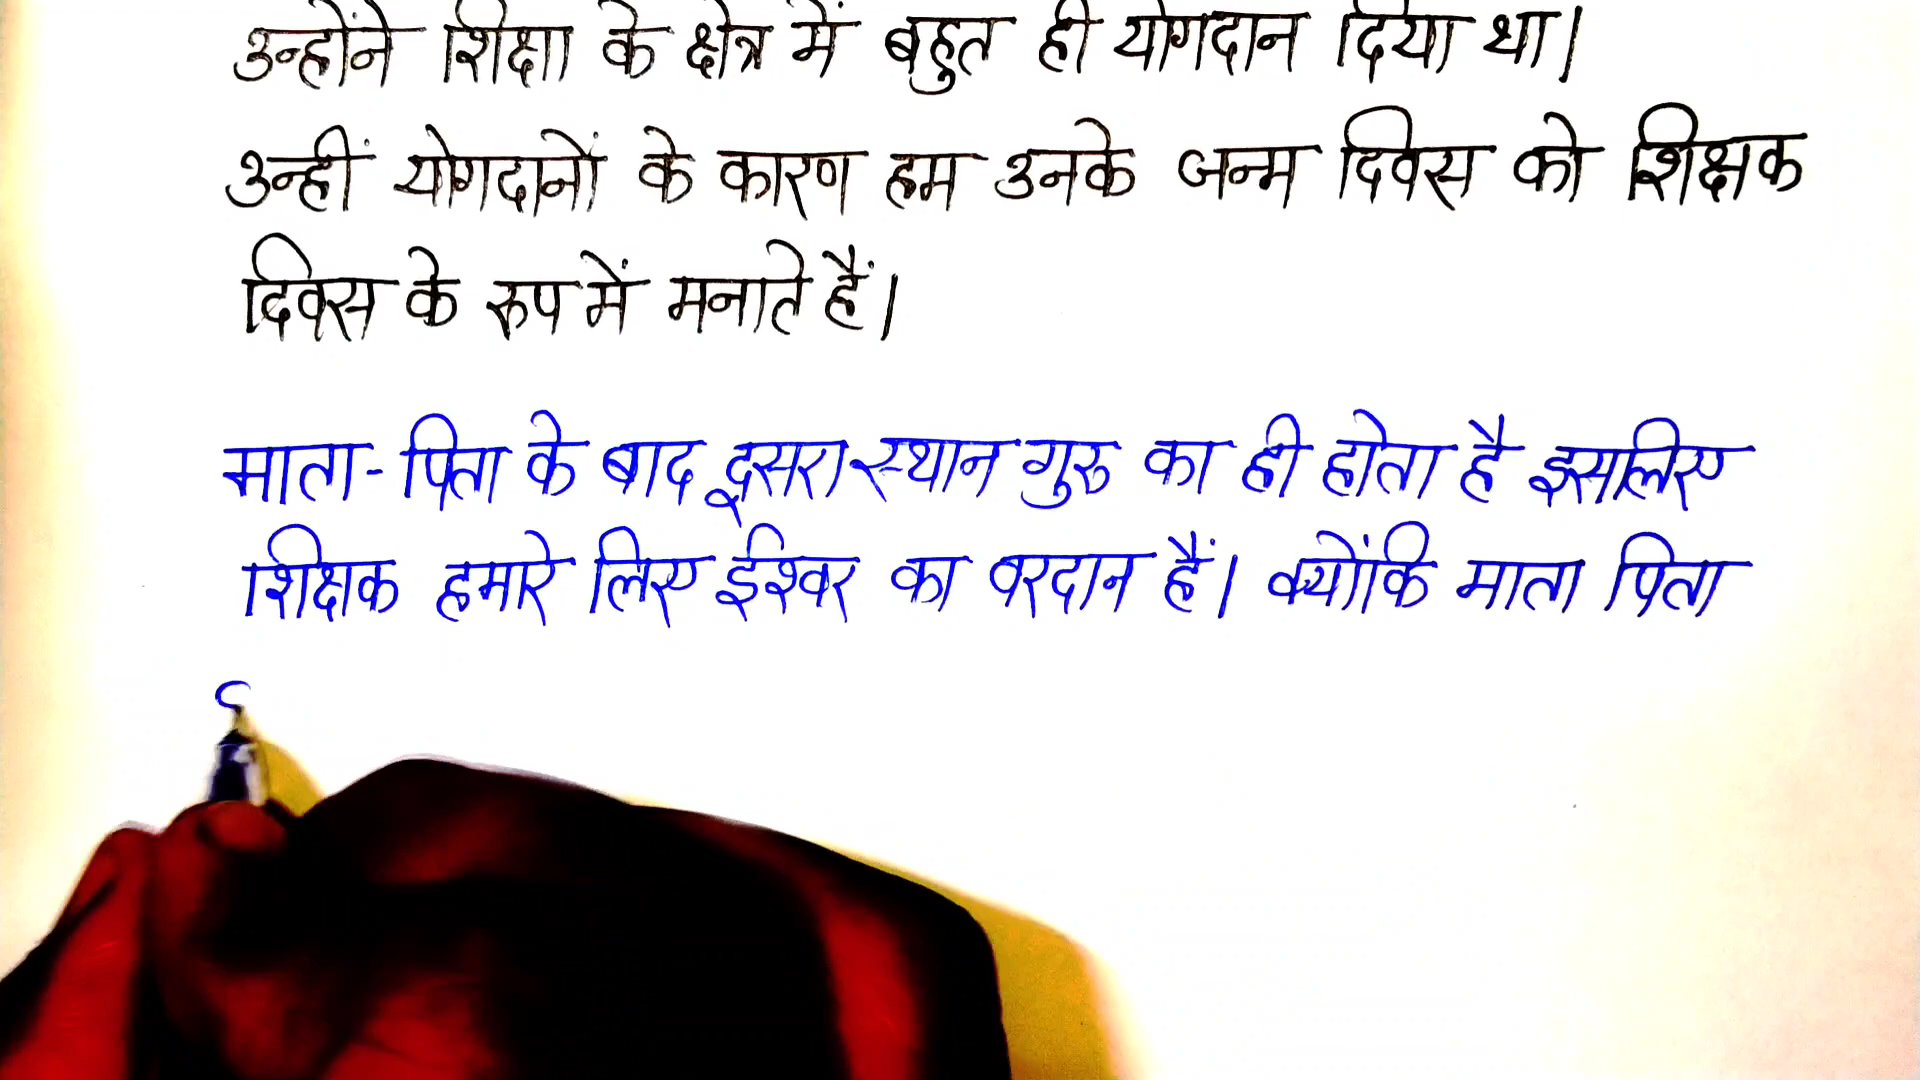 उन्होंने शिक्षा के क्षेत्र में बहुत ही योगदान दिया था।
उन्हीं योगदानों के कारण हम उनके जन्म दिवस को शिक्षक
दिवस के रूप में मनाते हैं।
माता-पिता के बाद दूसरा स्थान गुरु का ही होता है इसलिए
शिक्षक हमारे लिए ईश्वर का वरदान हैं। क्योंकि माता पिता